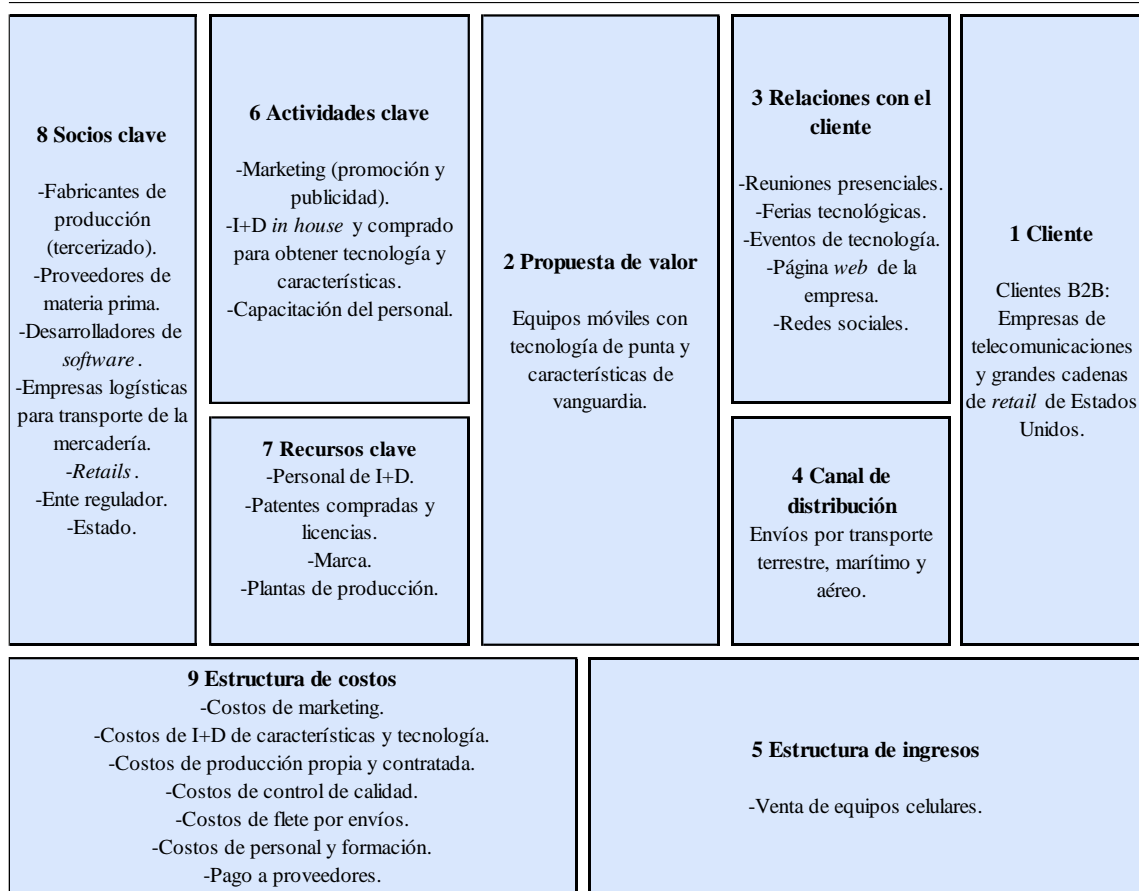 8 Socios clave
-Fabricantes de
producción
(tercerizado).
-Proveedores de
materia prima.
-Desarrolladores de
software.
-Empresas logísticas
para transporte de la
mercadería.
-Retails.
-Ente regulador.
-Estado.
6 Actividades clave
-Marketing (promoción y
publicidad).
-I+D in house y comprado
para obtener tecnología y
características.
-Capacitación del personal.
7 Recursos clave
-Personal de I+D.
-Patentes compradas y
licencias.
-Marca.
-Plantas de producción.
2 Propuesta de valor
Equipos móviles con
tecnología de punta y
características de
vanguardia.
3 Relaciones con el
cliente
-Reuniones presenciales.
-Ferias tecnológicas.
-Eventos de tecnología.
-Página web de la
empresa.
-Redes sociales.
4 Canal de
distribución
Envíos por transporte
terrestre, marítimo y
aéreo.
1 Cliente
Clientes B2B:
Empresas de
telecomunicaciones
y grandes cadenas
de retail de Estados
Unidos.
9 Estructura de costos
-Costos de marketing.
-Costos de I+D de características y tecnología.
-Costos de producción propia y contratada.
-Costos de control de calidad.
-Costos de flete por envíos.
-Costos de personal y formación.
-Pago a proveedores.
5 Estructura de ingresos
-Venta de equipos celulares.